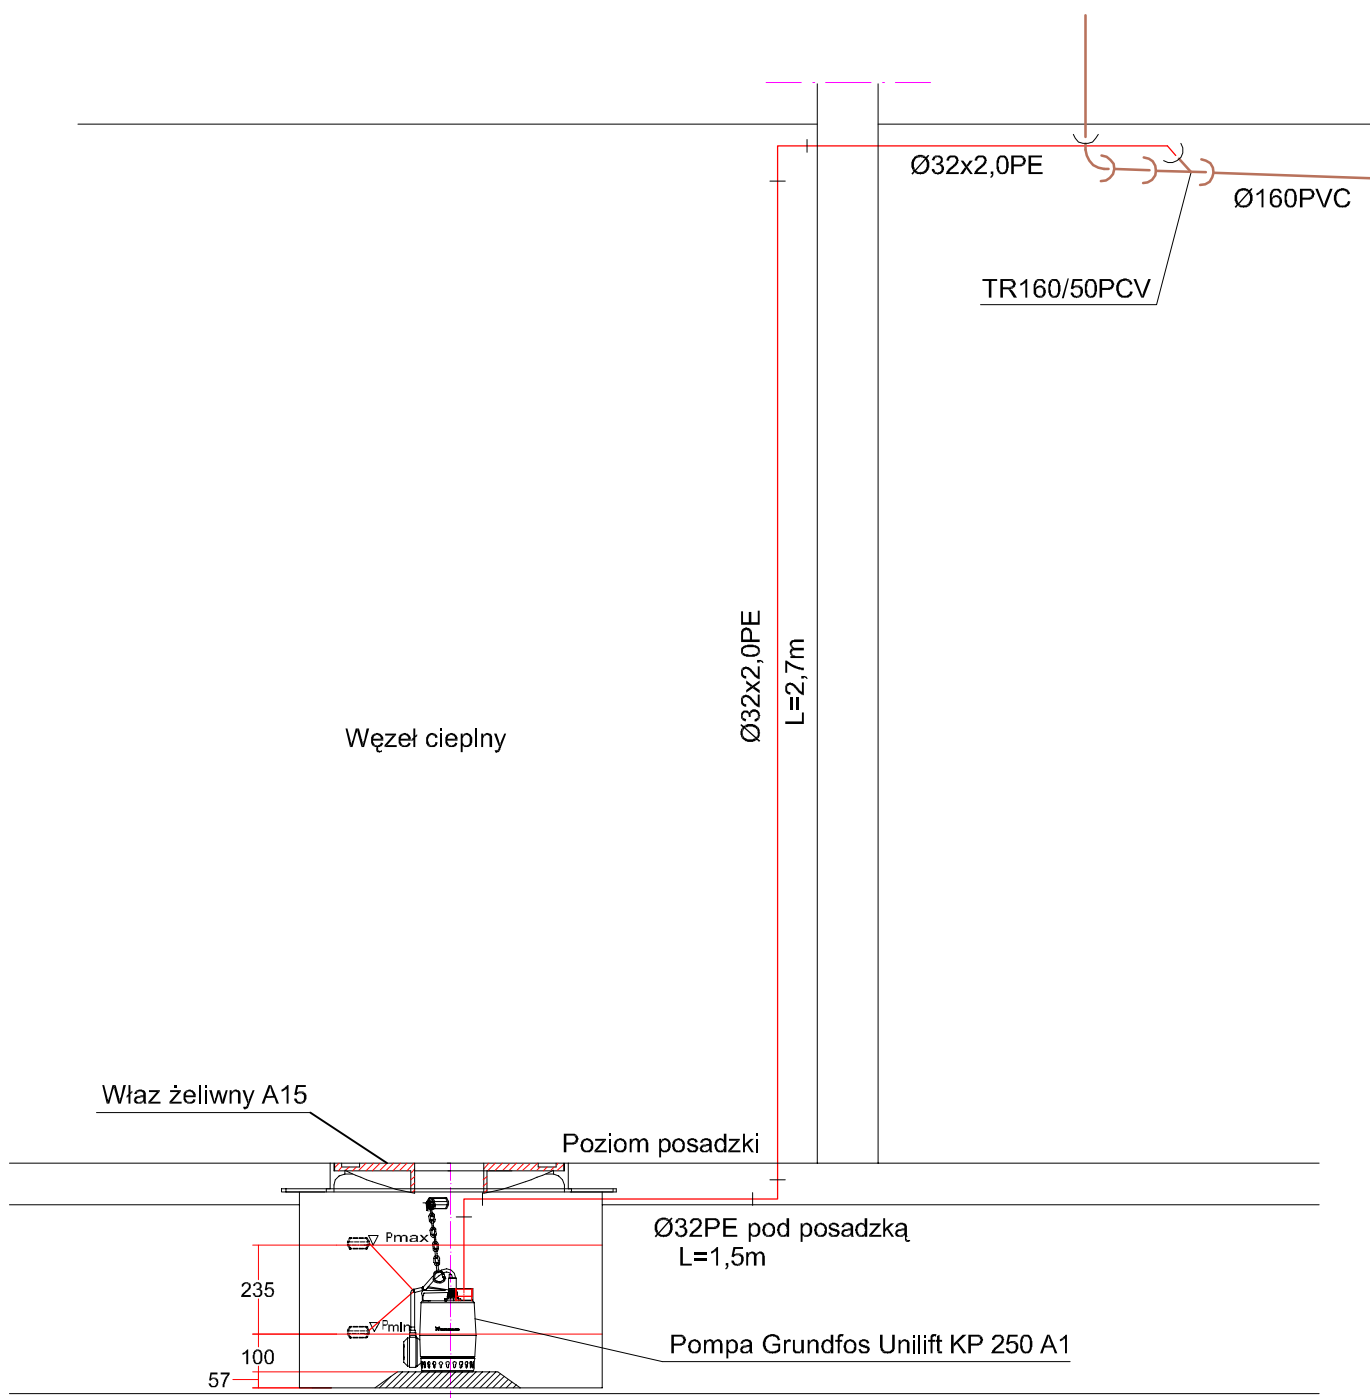 Ø32x2,0PE
Ø160PVC
TR160/50PCV
Ø32x2,0PE
L=2,7m
Węzeł cieplny
Właz żeliwny A15
Poziom posadzki
Ø32PE pod posadzką
L=1,5m
Pmax
235
Pmin
100
57
Pompa Grundfos Unilift KP 250 A1